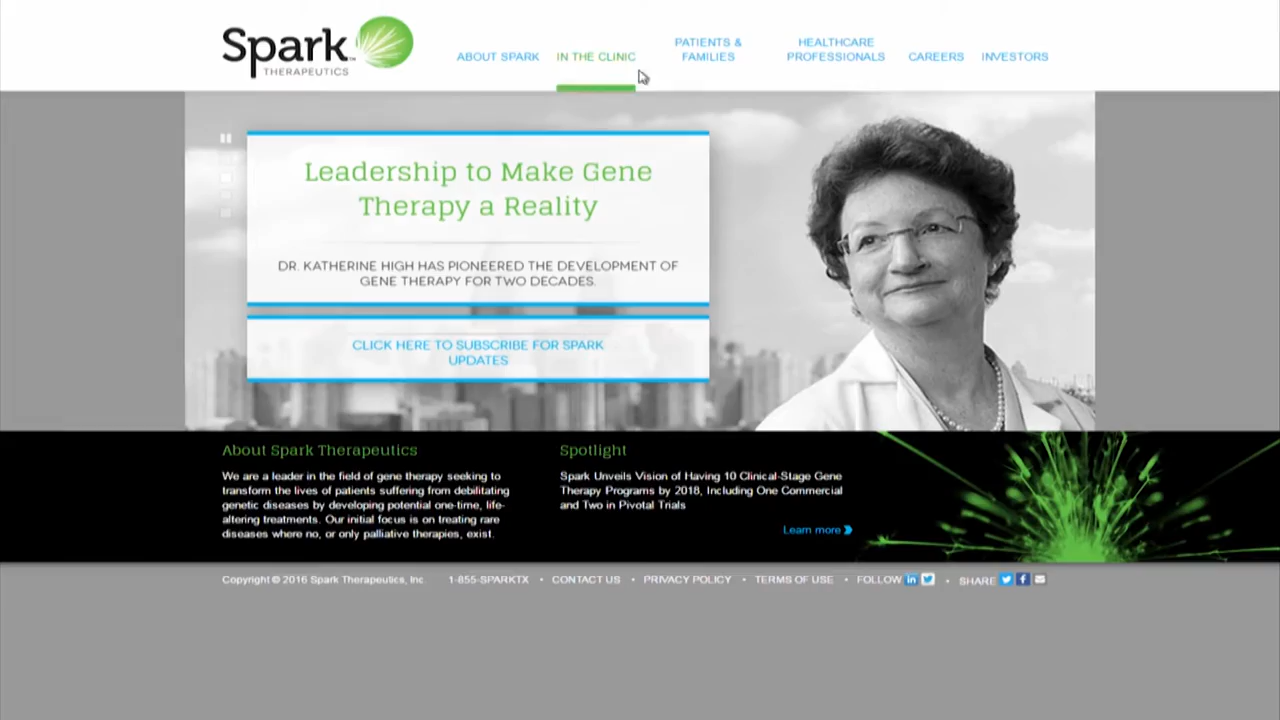 Spark
THERAPEUTICS
ABOUT SPARK
IN THE CLINIC
PATIENTS &
FAMILIES
HEALTHCARE
PROFESSIONALS
CAREERS
INVESTORS
Leadership to Make Gene
Therapy a Reality
DR. KATHERINE HIGH HAS PIONEERED THE DEVELOPMENT OF
GENE THERAPY FOR TWO DECADES.
CLICK HERE TO SUBSCRIBE FOR SPARK
UPDATES
About Spark Therapeutics
We are a leader in the field of gene therapy seeking to
transform the lives of patients suffering from debilitating
genetic diseases by developing potential one-time, life-
altering treatments. Our initial focus is on treating rare
diseases where no, or only palliative therapies, exist.
Spotlight
Spark Unveils Vision of Having 10 Clinical-Stage Gene
Therapy Programs by 2018, Including One Commercial
and Two in Pivotal Trials
Learn more
Copyright © 2016 Spark Therapeutics, Inc. 1-855-SPARKTX • CONTACT US • PRIVACY POLICY • TERMS OF USE • FOLLOW in • SHARE f